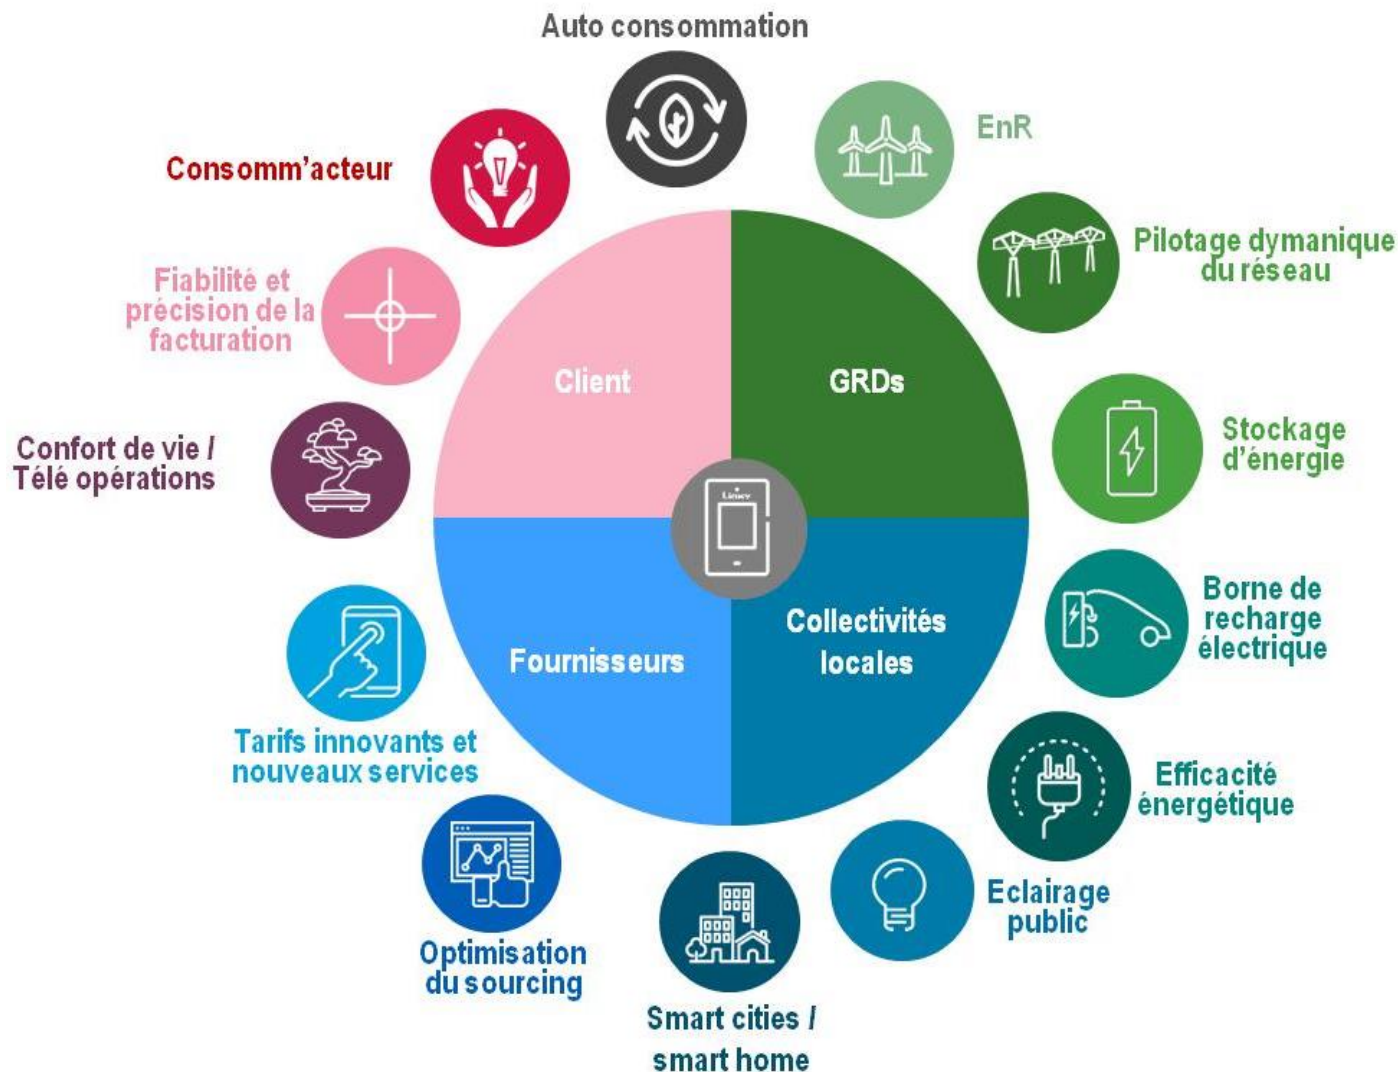 Auto consommation
EnR
Consomm'acteur
Pilotage dymanique
du réseau
Fiabilité et
précision de la
facturation
Client
GRDs
Stockage
d'énergie
Confort de vie /
Télé opérations
Linky
Borne de
recharge
électrique
Collectivités
locales
Fournisseurs
Tarifs innovants et
nouveaux services
Efficacité
énergétique
Eclairage
public
Optimisation
du sourcing
Smart cities /
smart home